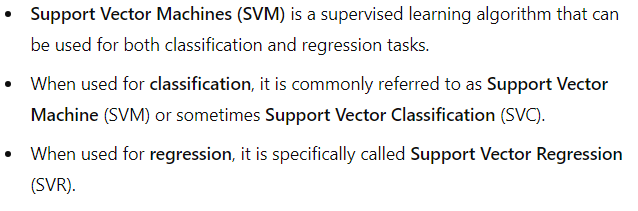 • Support Vector Machines (SVM) is a supervised learning algorithm that can
be used for both classification and regression tasks.
• When used for classification, it is commonly referred to as Support Vector
Machine (SVM) or sometimes Support Vector Classification (SVC).
• When used for regression, it is specifically called Support Vector Regression
(SVR).